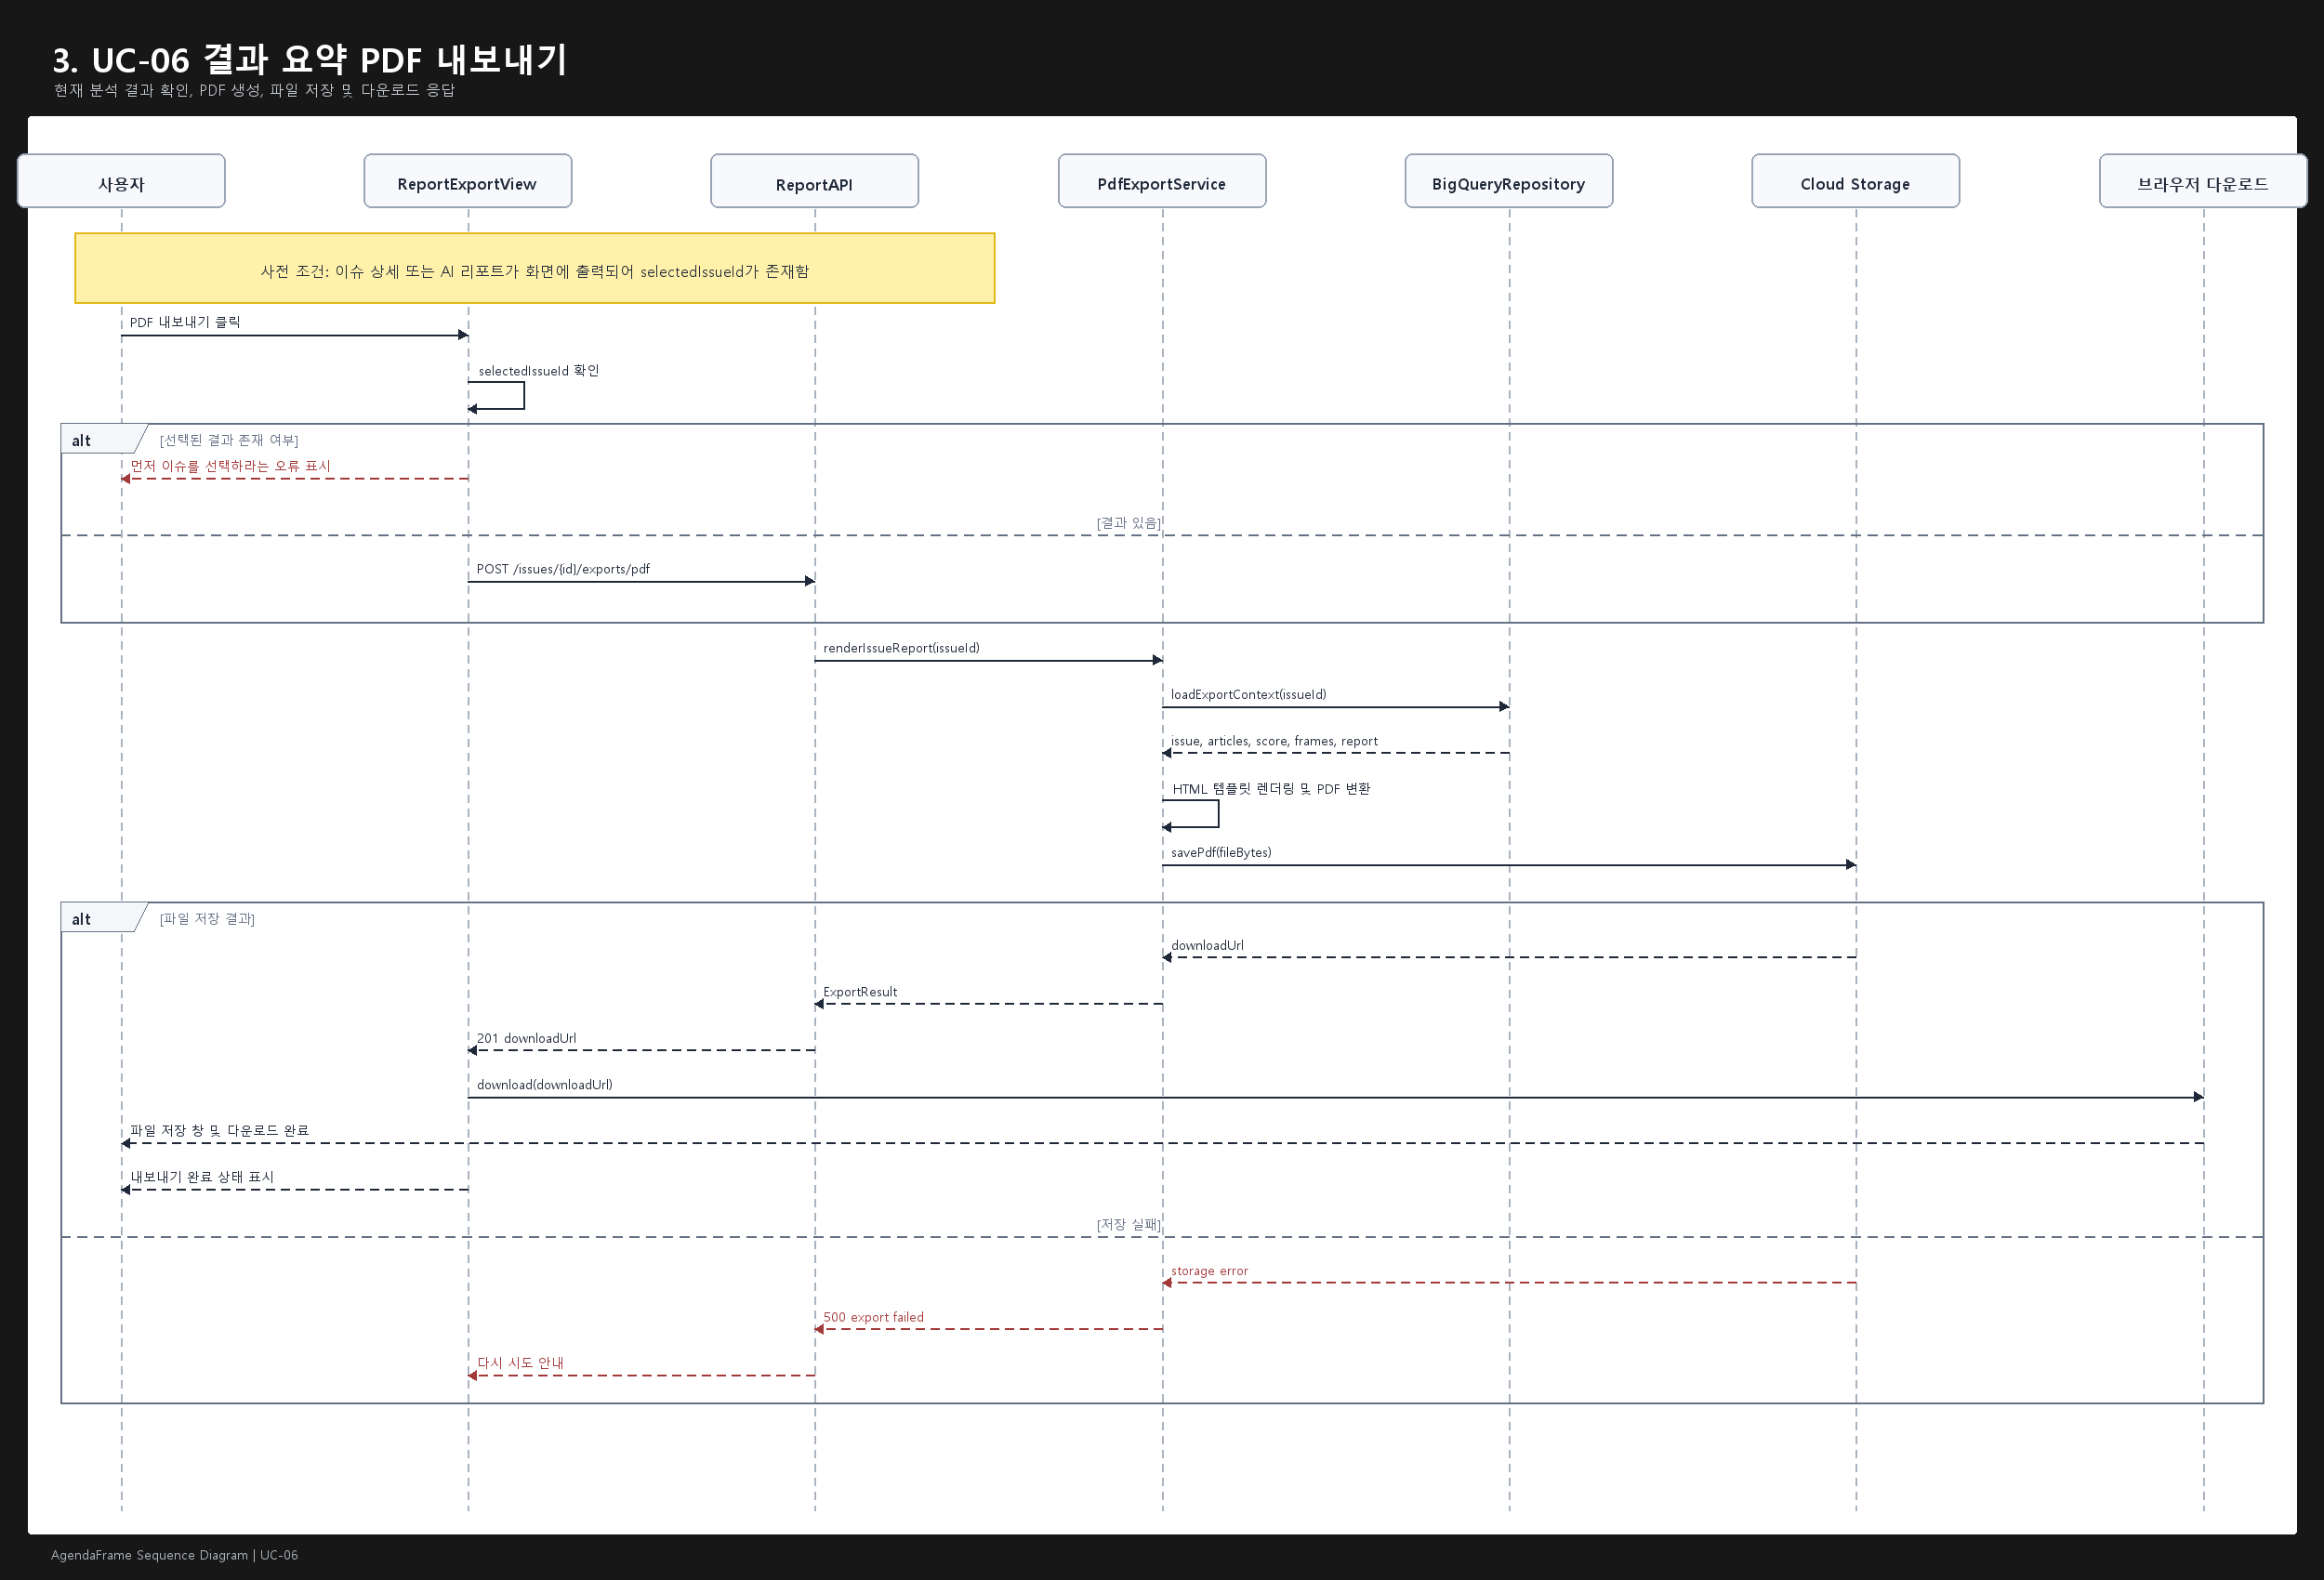 3. UC-06 결과 요약 PDF 내보내기
현재 분석 결과 확인, PDF 생성, 파일 저장 및 다운로드 응답
사용자
ReportExportView
ReportAPI
PdfExportService
BigQueryRepository
Cloud Storage
브라우저 다운로드
사전 조건: 이슈 상세 또는 AI 리포트가 화면에 출력되어 selectedIssueId가 존재함
PDF 내보내기 클릭
selectedIssueId 확인
alt
[선택된 결과 존재 여부]
먼저 이슈를 선택하라는 오류 표시
[결과 있음]
POST /issues/{id}/exports/pdf
renderIssueReport(issueId)
loadExportContext(issueId)
issue, articles, score, frames, report
HTML 템플릿 렌더링 및 PDF 변환
savePdf(fileBytes)
alt
[파일 저장 결과]
downloadUrl
ExportResult
201 downloadUrl
download(downloadUrl)
파일 저장 창 및 다운로드 완료
내보내기 완료 상태 표시
[저장 실패]
storage error
500 export failed
다시 시도 안내
AgendaFrame Sequence Diagram | UC-06